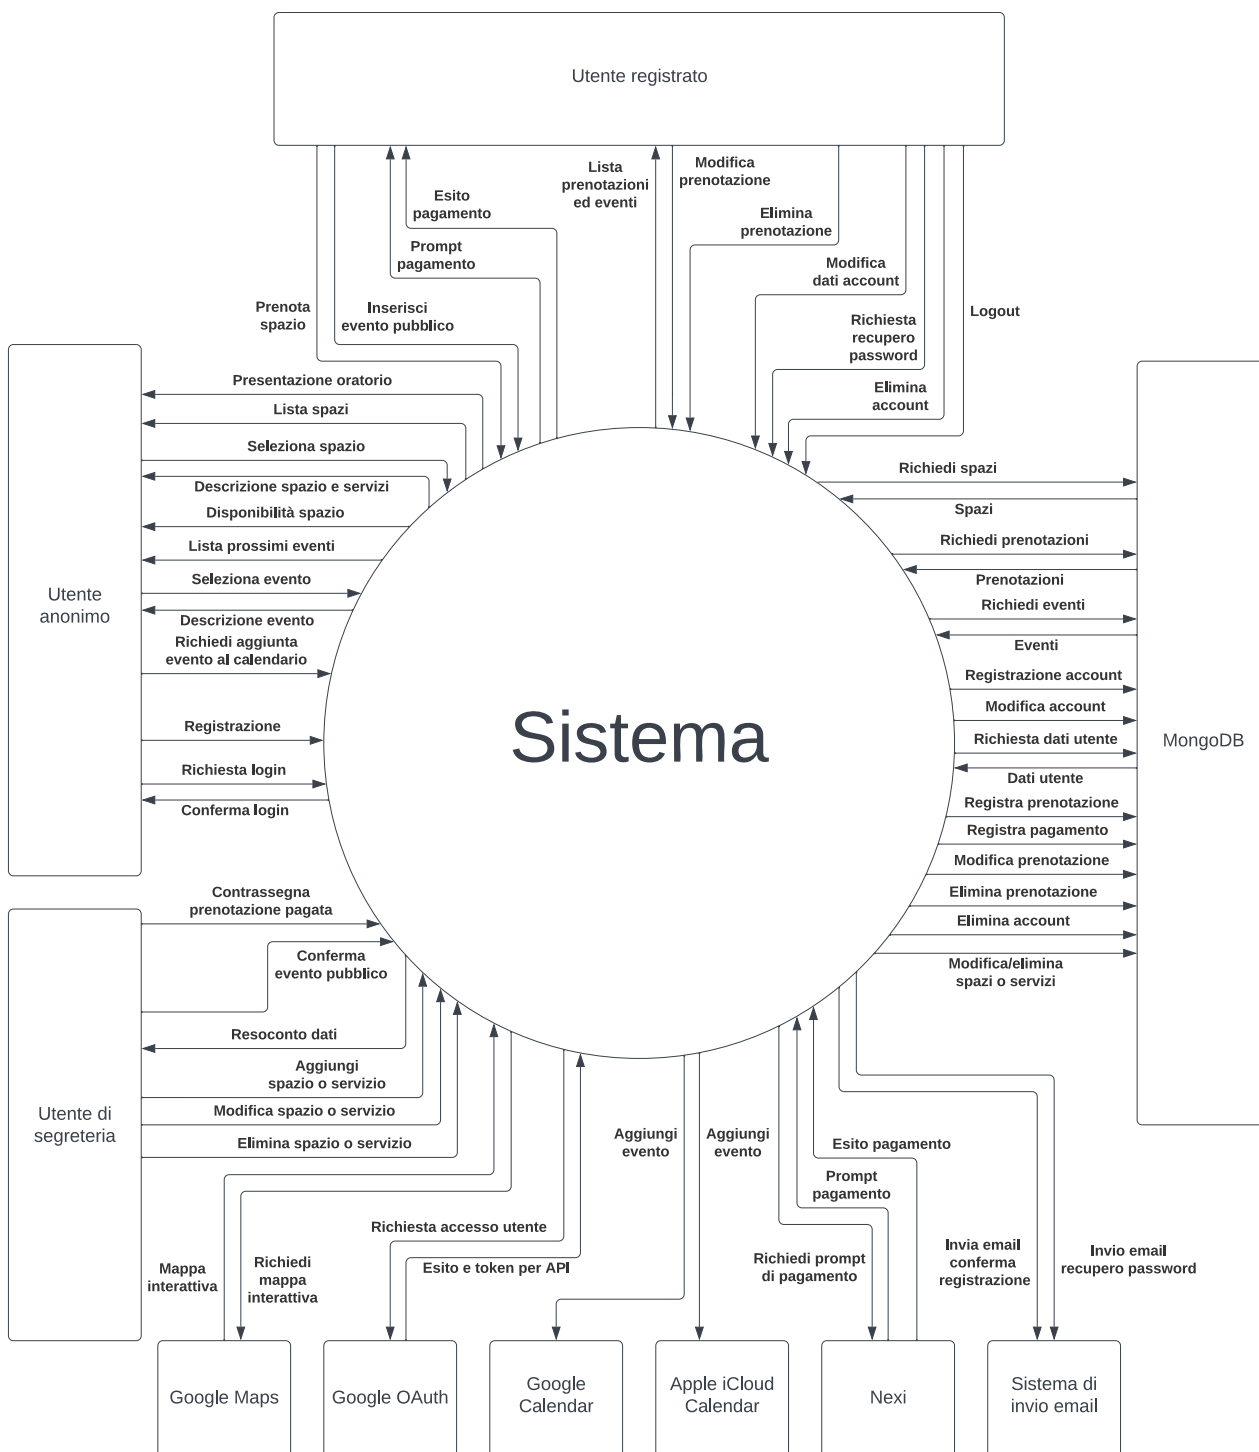 Utente registrato
Lista
prenotazioni
ed eventi
Modifica
prenotazione
Esito
pagamento
Elimina
prenotazione
Prompt
pagamento
Modifica
dati account
Prenota
spazio
Inserisci
evento pubblico
Richiesta
recupero
password
Logout
Elimina
account
Presentazione oratorio
Lista spazi
Seleziona spazio
Descrizione spazio e servizi
Disponibilità spazio
Lista prossimi eventi
Seleziona evento
Descrizione evento
Richiedi aggiunta
evento al calendario
Registrazione
Richiesta login
Conferma login
Utente
anonimo
Sistema
Richiedi spazi
Spazi
Richiedi prenotazioni
Prenotazioni
Richiedi eventi
Eventi
Registrazione account
Modifica account
Richiesta dati utente
Dati utente
Registra prenotazione
Registra pagamento
Modifica prenotazione
Elimina prenotazione
Elimina account
Modifica/elimina
spazi o servizi
MongoDB
Contrassegna
prenotazione pagata
Conferma
evento pubblico
Resoconto dati
Aggiungi
spazio o servizio
Modifica spazio o servizio
Elimina spazio o servizio
Utente di
segreteria
Mappa
interattiva
Richiedi
mappa
interattiva
Richiesta accesso utente
Esito e token per API
Aggiungi
evento
Aggiungi
evento
Esito pagamento
Prompt
pagamento
Richiedi prompt
di pagamento
Invia email
conferma
registrazione
Invio email
recupero password
Google Maps
Google OAuth
Google
Calendar
Apple iCloud
Calendar
Nexi
Sistema di
invio email